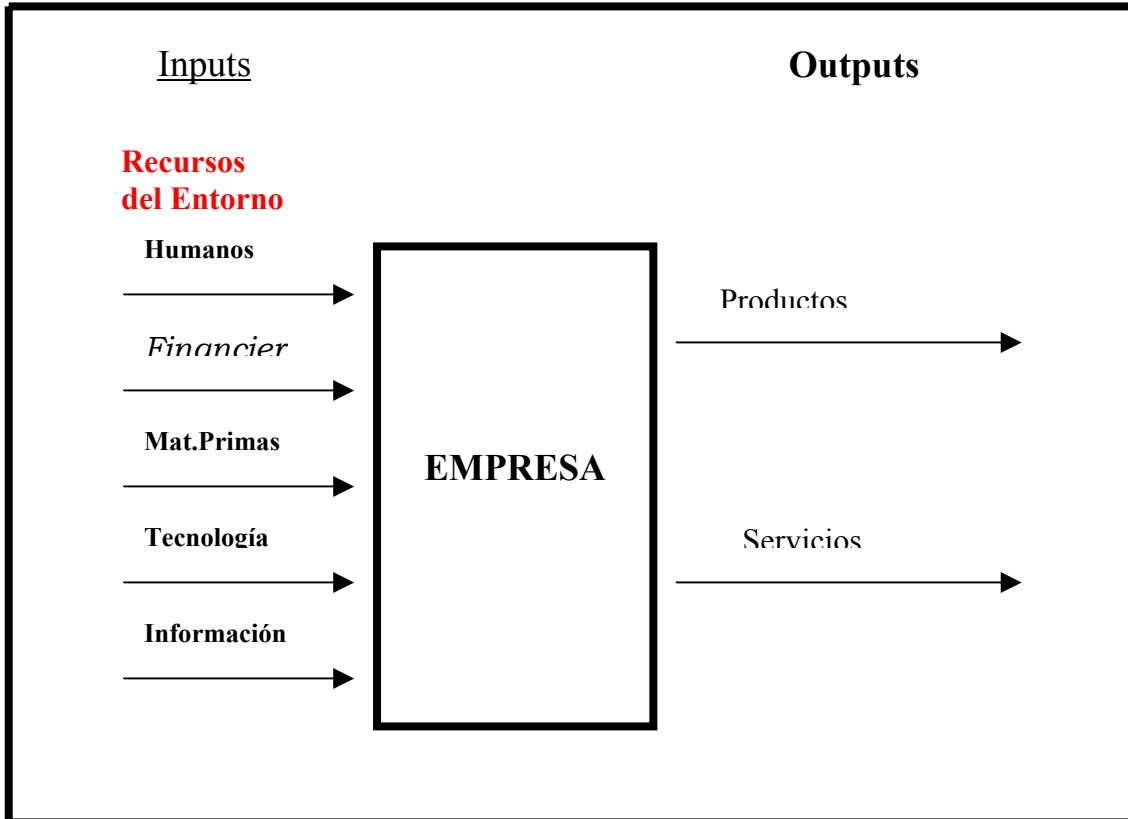 Inputs
Outputs
Recursos
del Entorno
Humanos
Financier
Mat.Primas
Tecnología
Información
EMPRESA
Productos
Servicios